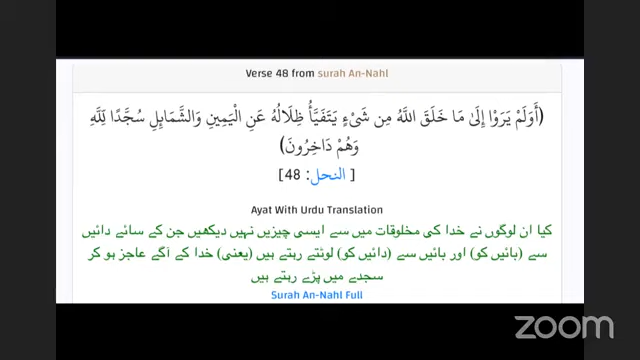 Verse 48 from surah An-Nahl
﴿أَوَلَمْ يَرَوْا إِلَىٰ مَا خَلَقَ اللَّهُ مِن شَيْءٍ يَتَفَيَّأُ ظِلَالُهُ عَنِ الْيَمِينِ وَالشَّمَائِلِ سُجَّدًا لِّلَّهِ
وَهُمْ دَاخِرُونَ﴾
[ النحل: 48]
Ayat With Urdu Translation
کیا ان لوگوں نے خدا کی مخلوقات میں سے ایسی چیزیں نہیں دیکھیں جن کے سائے دائیں
سے (بائیں کو) اور بائیں سے (دائیں کو) لوٹتے رہتے ہیں (یعنی) خدا کے آگے عاجز ہو کر
سجدے میں پڑے رہتے ہیں
Surah An-Nahl Full
zoom